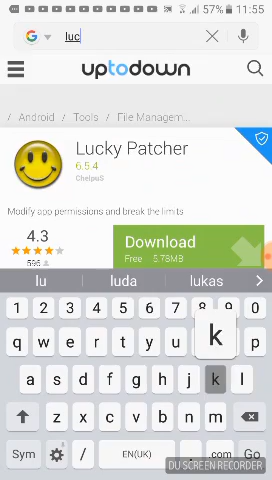 57% 11:55
G luc
uptodown
/ Android / Tools / File Managem...
Lucky Patcher
6.5.4
ChelpuS
Modify app permissions and break the limits
4.3
596
Download
Free 5.78MB
lu luda lukas
1 2 3 4 5 6 7 8 9 0
q w e r t y u k p
a s d f g h j k l
z x c v b n m
Sym / EN(UK) .com Go
DU SCREEN RECORDER